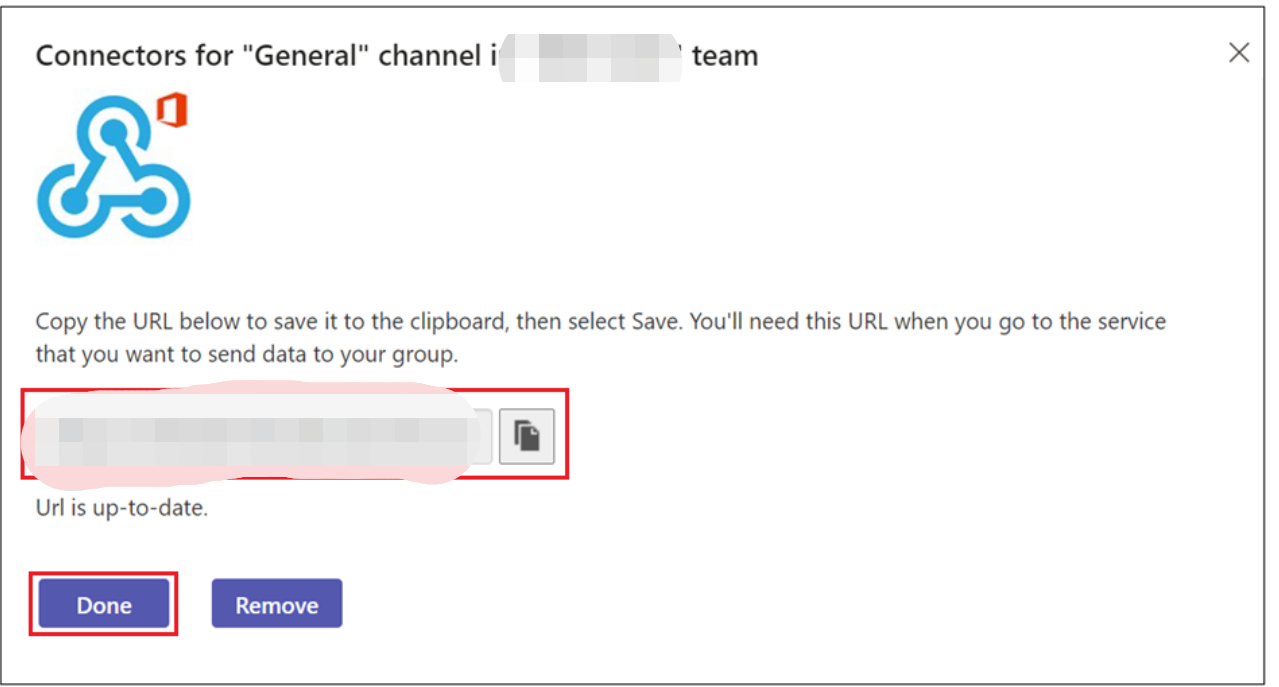 Connectors for "General" channel i ' team
Copy the URL below to save it to the clipboard, then select Save. You'll need this URL when you go to the service
that you want to send data to your group.
Url is up-to-date.
Done
Remove